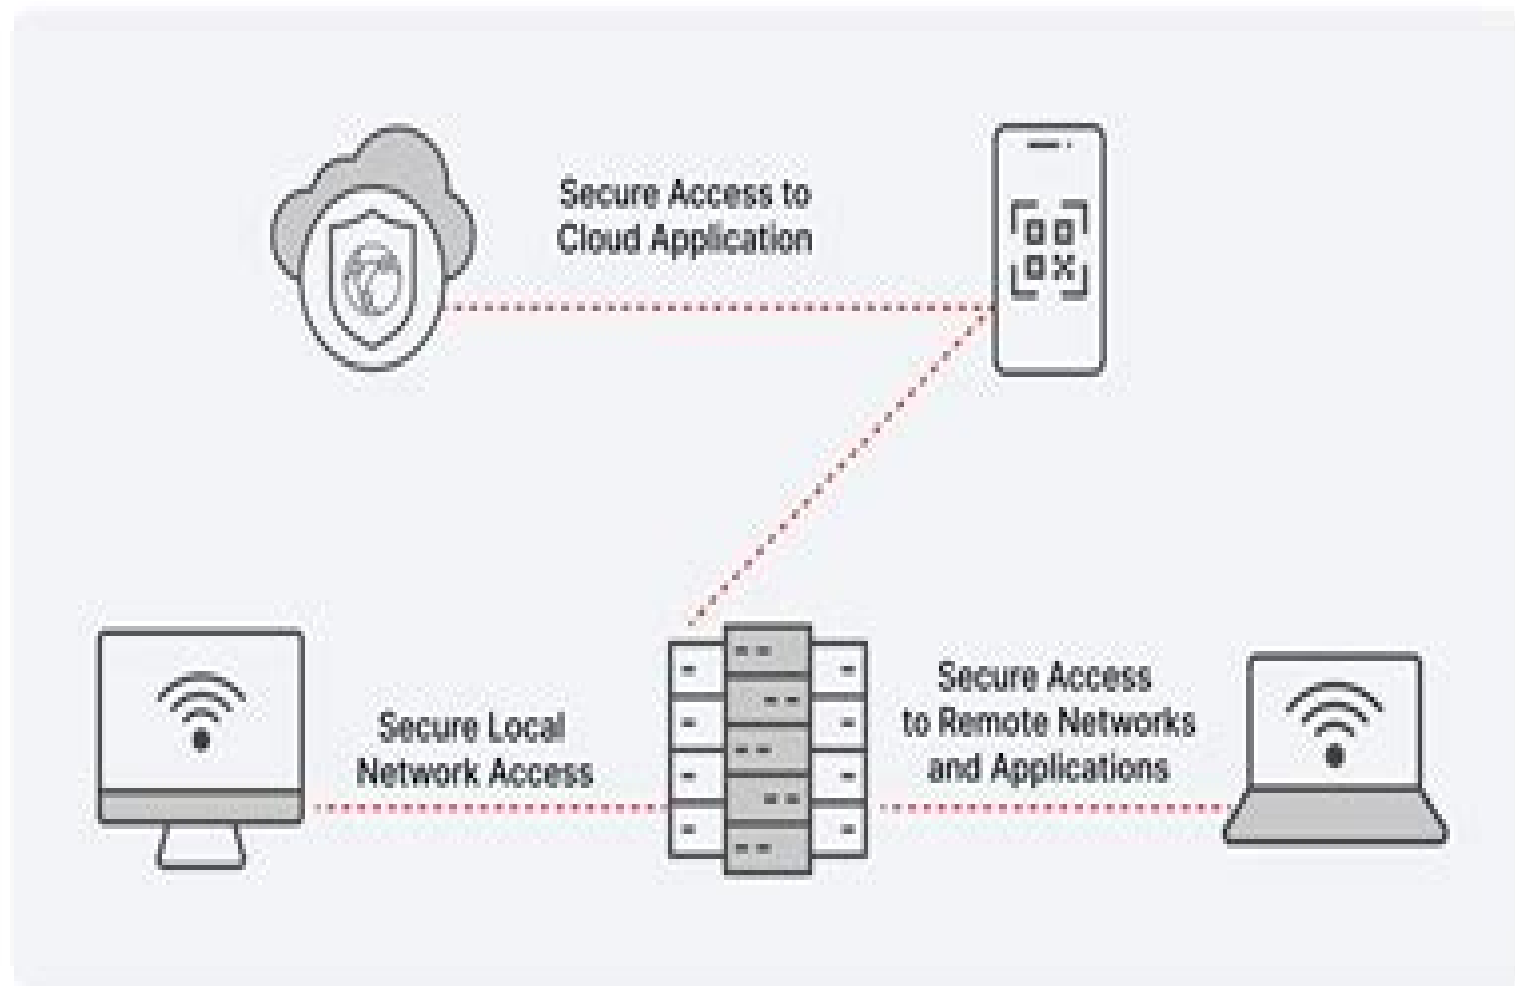 Secure Access to
Cloud Application
Secure Local
Network Access
Secure Access
to Remote Networks
and Applications